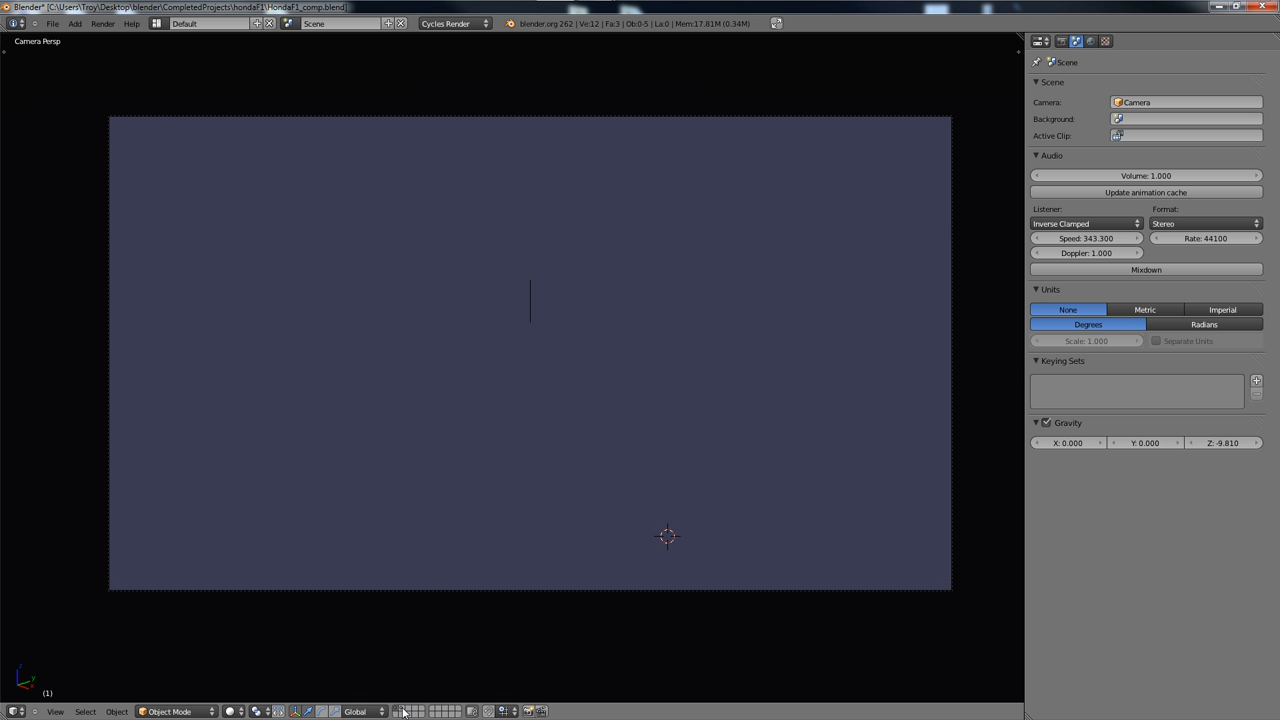 Blender* [C:\Users\Troy\Desktop\blender\CompletedProjects\hondaF1\HondaF1_comp.blend]
File Add Render Help Default Scene Cycles Render blender.org 262 | Ve:12 | Fa:3 | Ob:0-5 | La:0 | Mem:17.81M (0.34M)
Camera Persp
Scene
Scene
Camera: Camera
Background:
Active Clip:
Audio
Volume: 1.000
Update animation cache
Listener: Format:
Inverse Clamped Stereo
Speed: 343.300 Rate: 44100
Doppler: 1.000
Mixdown
Units
None Metric Imperial
Degrees Radians
Scale: 1.000 Separate Units
Keying Sets
Gravity
X: 0.000 Y: 0.000 Z: -9.810
z
y
x
(1)
View Select Object Object Mode Global